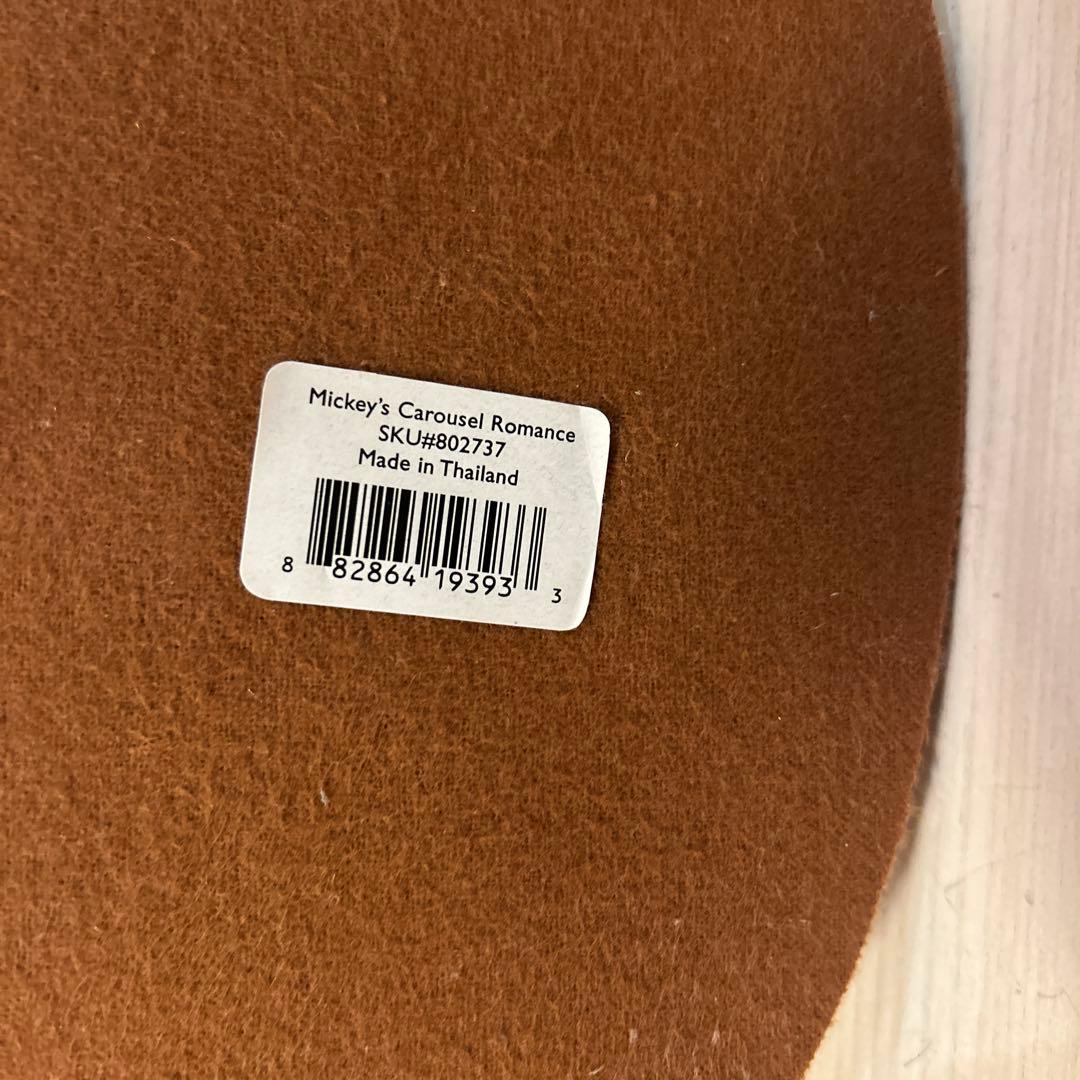 Mickey's Carousel Romance
SKU#802737
Made in Thailand
8 82864 19393 3